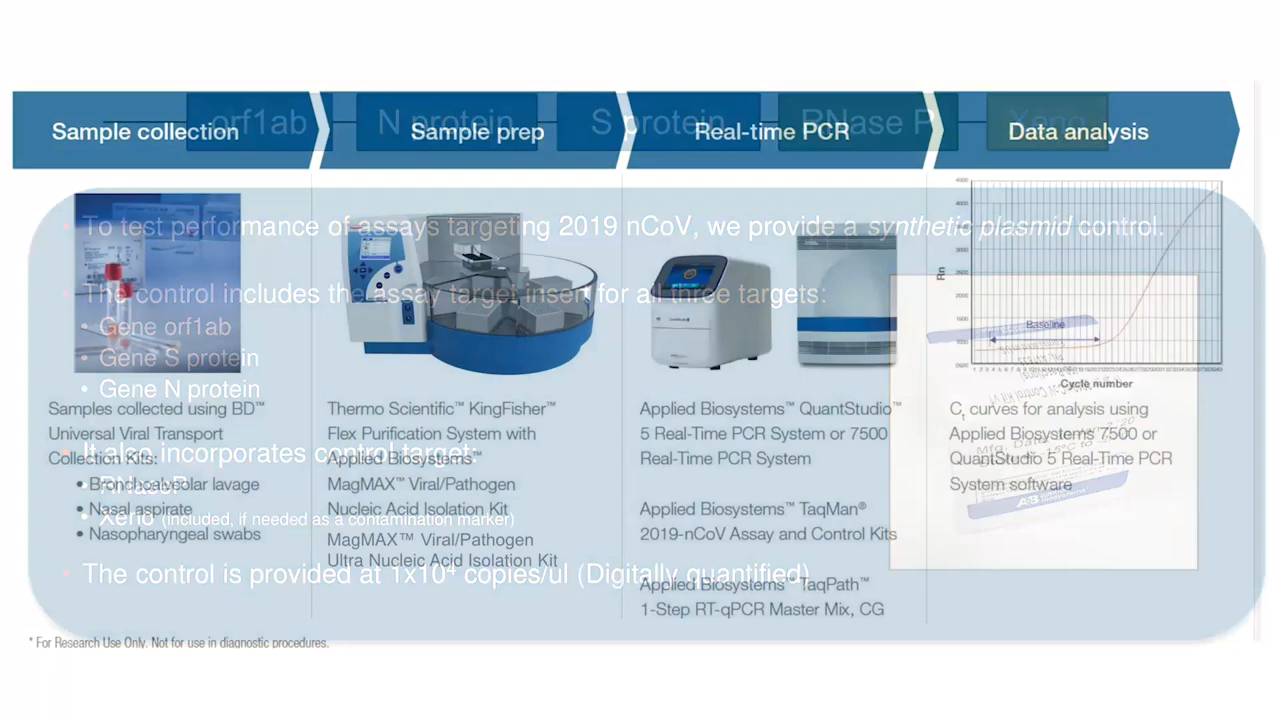 orf1ab N protein S protein RNase P Xeno
Sample collection Sample prep Real-time PCR Data analysis
• To test performance of assays targeting 2019 nCoV, we provide a synthetic plasmid control.
• The control includes the assay target insert for all three targets:
• Gene orf1ab
• Gene S protein
• Gene N protein
• It also incorporates control target:
• RNaseP
• Xeno (included, if needed as a contamination marker)
• The control is provided at 1x10⁴ copies/ul (Digitally quantified)
Samples collected using BD™
Universal Viral Transport
Collection Kits:
• Bronchoalveolar lavage
• Nasal aspirate
• Nasopharyngeal swabs
Thermo Scientific™ KingFisher™
Flex Purification System with
Applied Biosystems™
MagMAX™ Viral/Pathogen
Nucleic Acid Isolation Kit
MagMAX™ Viral/Pathogen
Ultra Nucleic Acid Isolation Kit
Applied Biosystems™ QuantStudio™
5 Real-Time PCR System or 7500
Real-Time PCR System
Applied Biosystems™ TaqMan®
2019-nCoV Assay and Control Kits
Applied Biosystems™ TaqPath™
1-Step RT-qPCR Master Mix, CG
Rn
Baseline
Cycle number
Cₜ curves for analysis using
Applied Biosystems 7500 or
QuantStudio 5 Real-Time PCR
System software
* For Research Use Only. Not for use in diagnostic procedures.